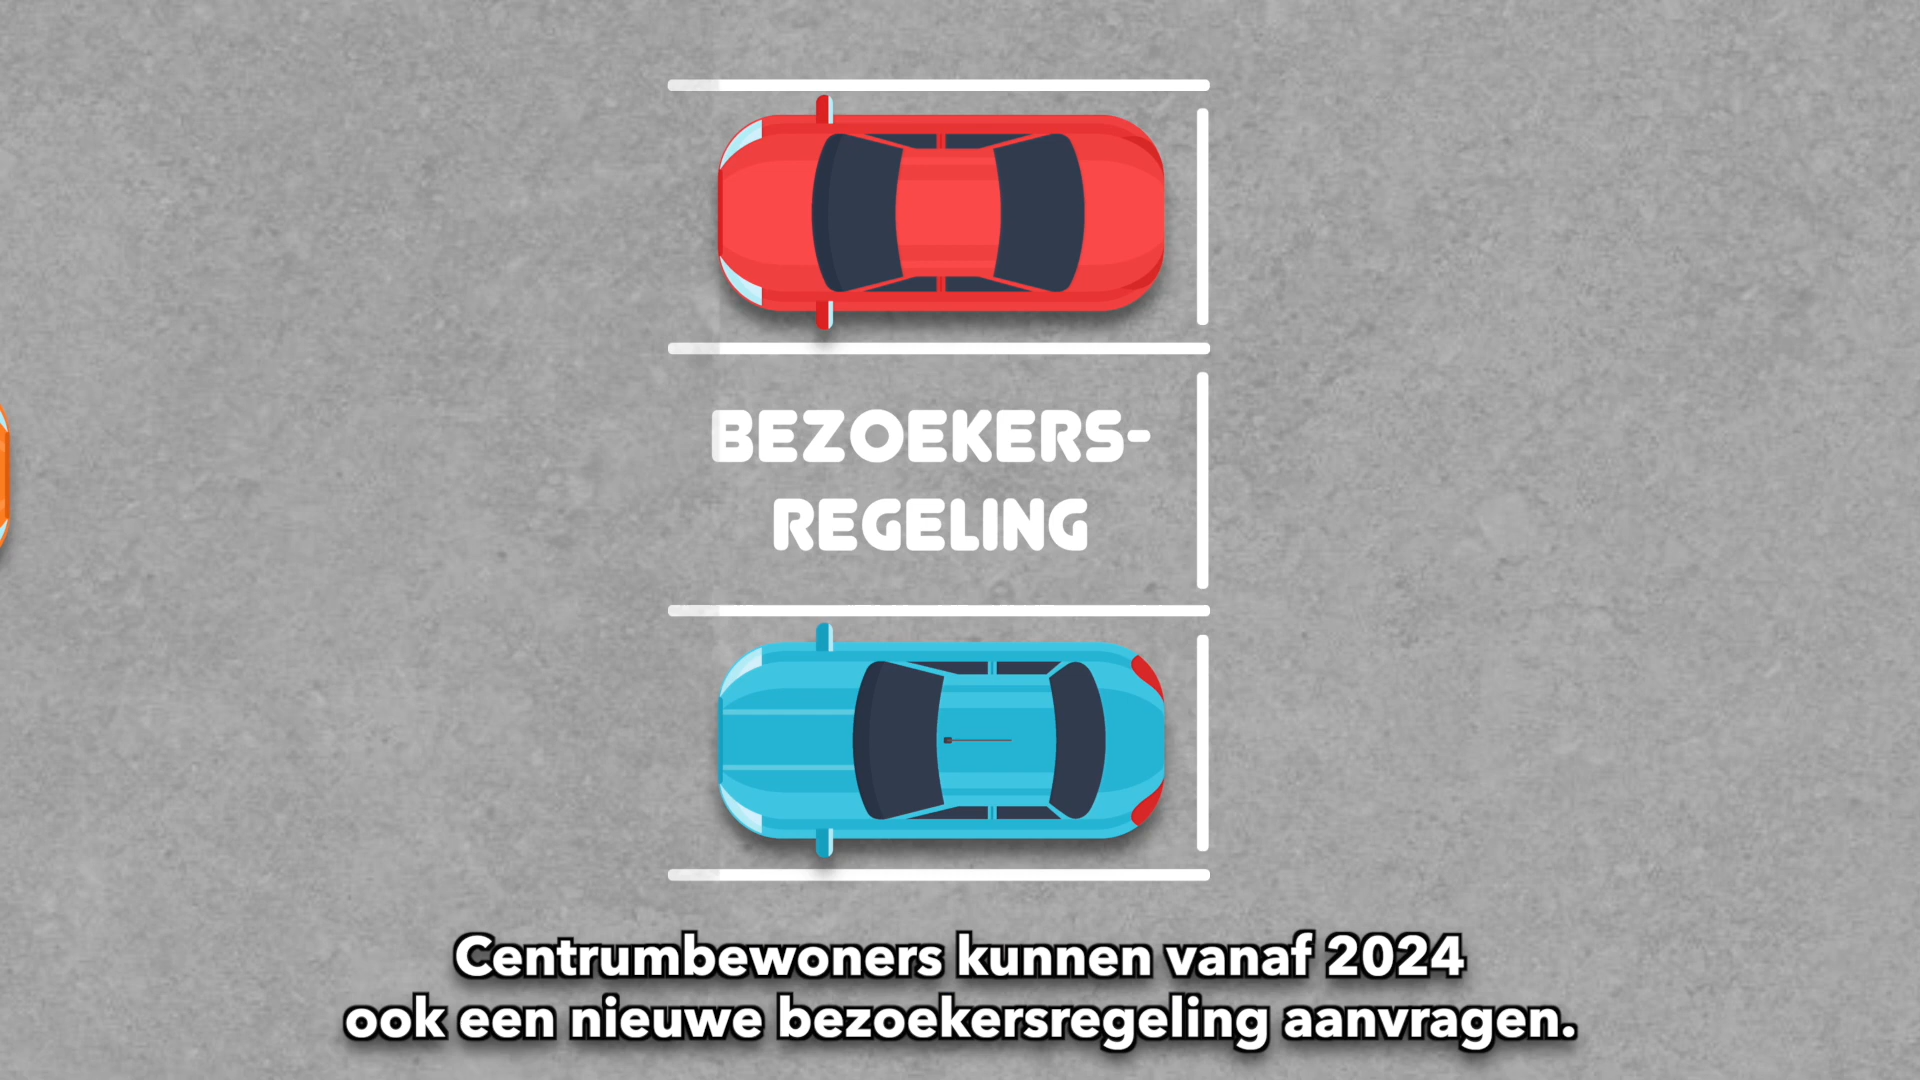 BEZOEKERS-
REGELING
Centrumbewoners kunnen vanaf 2024
ook een nieuwe bezoekersregeling aanvragen.